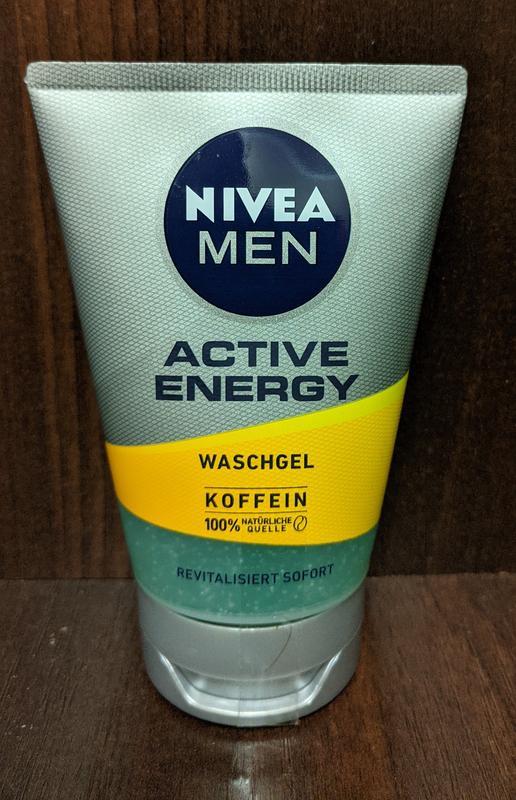 NIVEA
MEN
ACTIVE
ENERGY
WASCHGEL
KOFFEIN
100% NATÜRLICHE
QUELLE
REVITALISIERT SOFORT